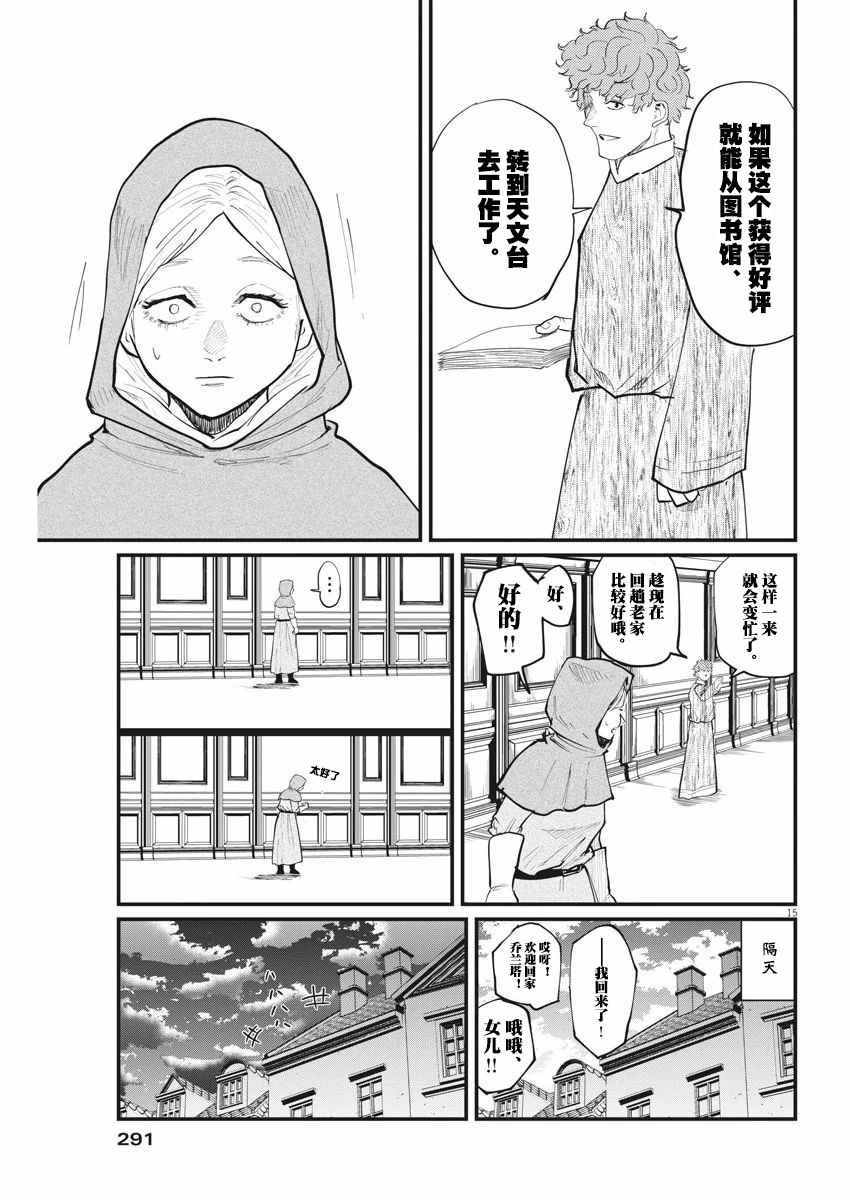 如果这个获得好评
就能从图书馆、
转到天文台
去工作了。
这样一来
就会变忙了。
趁现在
回趟老家
比较好哦。
好、
好的!!
…
太好了
15
隔天
——我回来了！
哎呀！
欢迎回家
乔兰塔！
哦哦、
女儿!!
291